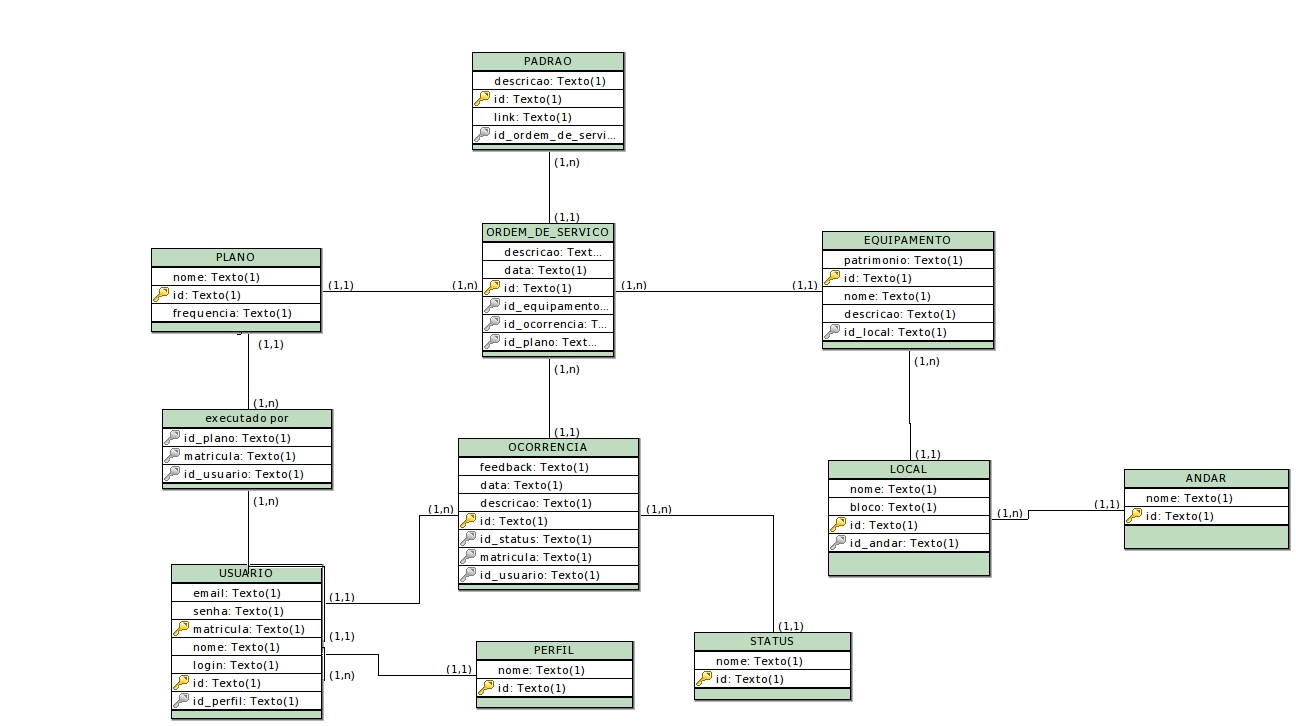 PADRAO
descricao: Texto(1)
id: Texto(1)
link: Texto(1)
id_ordem_de_servi...
(1,n)
(1,1)
ORDEM_DE_SERVICO
descricao: Text...
data: Texto(1)
id: Texto(1)
id_equipamento...
id_ocorrencia: T...
id_plano: Text...
PLANO
nome: Texto(1)
id: Texto(1)
frequencia: Texto(1)
(1,1)
(1,n)
(1,n)
(1,1)
EQUIPAMENTO
patrimonio: Texto(1)
id: Texto(1)
nome: Texto(1)
descricao: Texto(1)
id_local: Texto(1)
(1,1)
(1,n)
(1,n)
(1,n)
(1,1)
(1,1)
executado por
id_plano: Texto(1)
matricula: Texto(1)
id_usuario: Texto(1)
(1,n)
OCORRENCIA
feedback: Texto(1)
data: Texto(1)
descricao: Texto(1)
id: Texto(1)
id_status: Texto(1)
matricula: Texto(1)
id_usuario: Texto(1)
(1,n)
(1,n)
LOCAL
nome: Texto(1)
bloco: Texto(1)
id: Texto(1)
id_andar: Texto(1)
(1,n)
(1,1)
ANDAR
nome: Texto(1)
id: Texto(1)
USUARIO
email: Texto(1)
senha: Texto(1)
matricula: Texto(1)
nome: Texto(1)
login: Texto(1)
id: Texto(1)
id_perfil: Texto(1)
(1,1)
(1,1)
(1,n)
(1,1)
PERFIL
nome: Texto(1)
id: Texto(1)
(1,1)
STATUS
nome: Texto(1)
id: Texto(1)